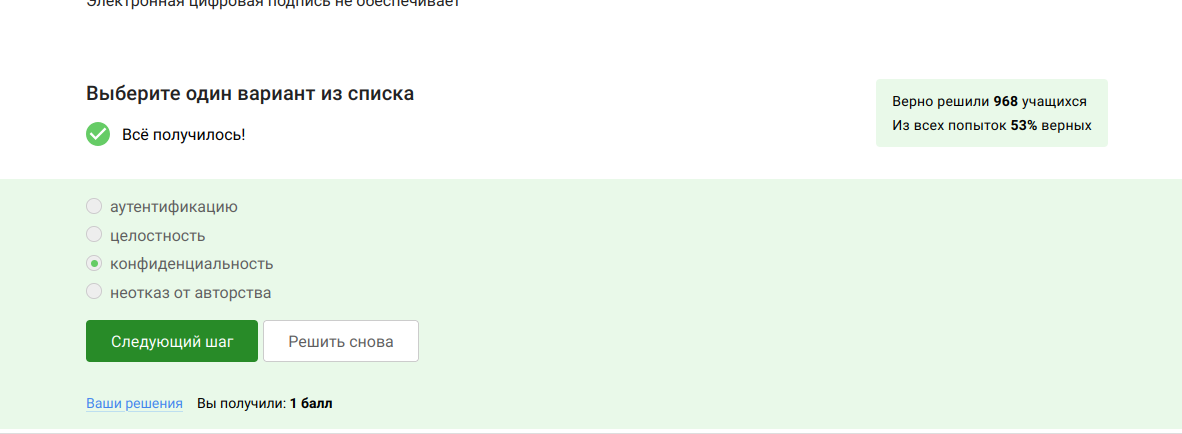 Электронная цифровая подпись не обеспечивает
Выберите один вариант из списка
Всё получилось!
Верно решили 968 учащихся
Из всех попыток 53% верных
аутентификацию
целостность
конфиденциальность
неотказ от авторства
Следующий шаг
Решить снова
Ваши решения Вы получили: 1 балл